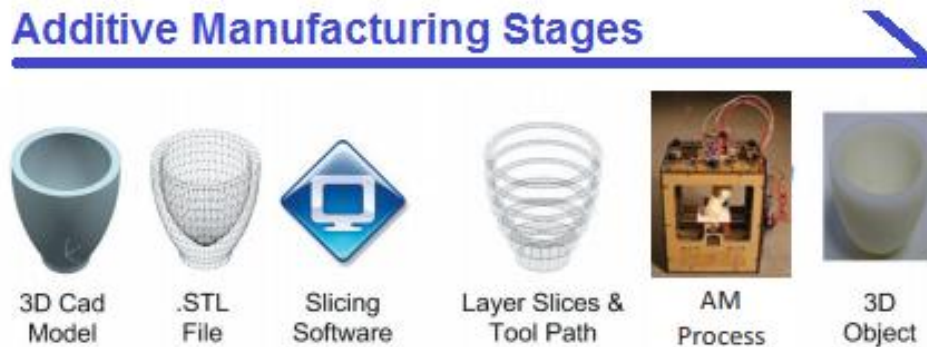 Additive Manufacturing Stages
3D Cad
Model
.STL
File
Slicing
Software
Layer Slices &
Tool Path
AM
Process
3D
Object